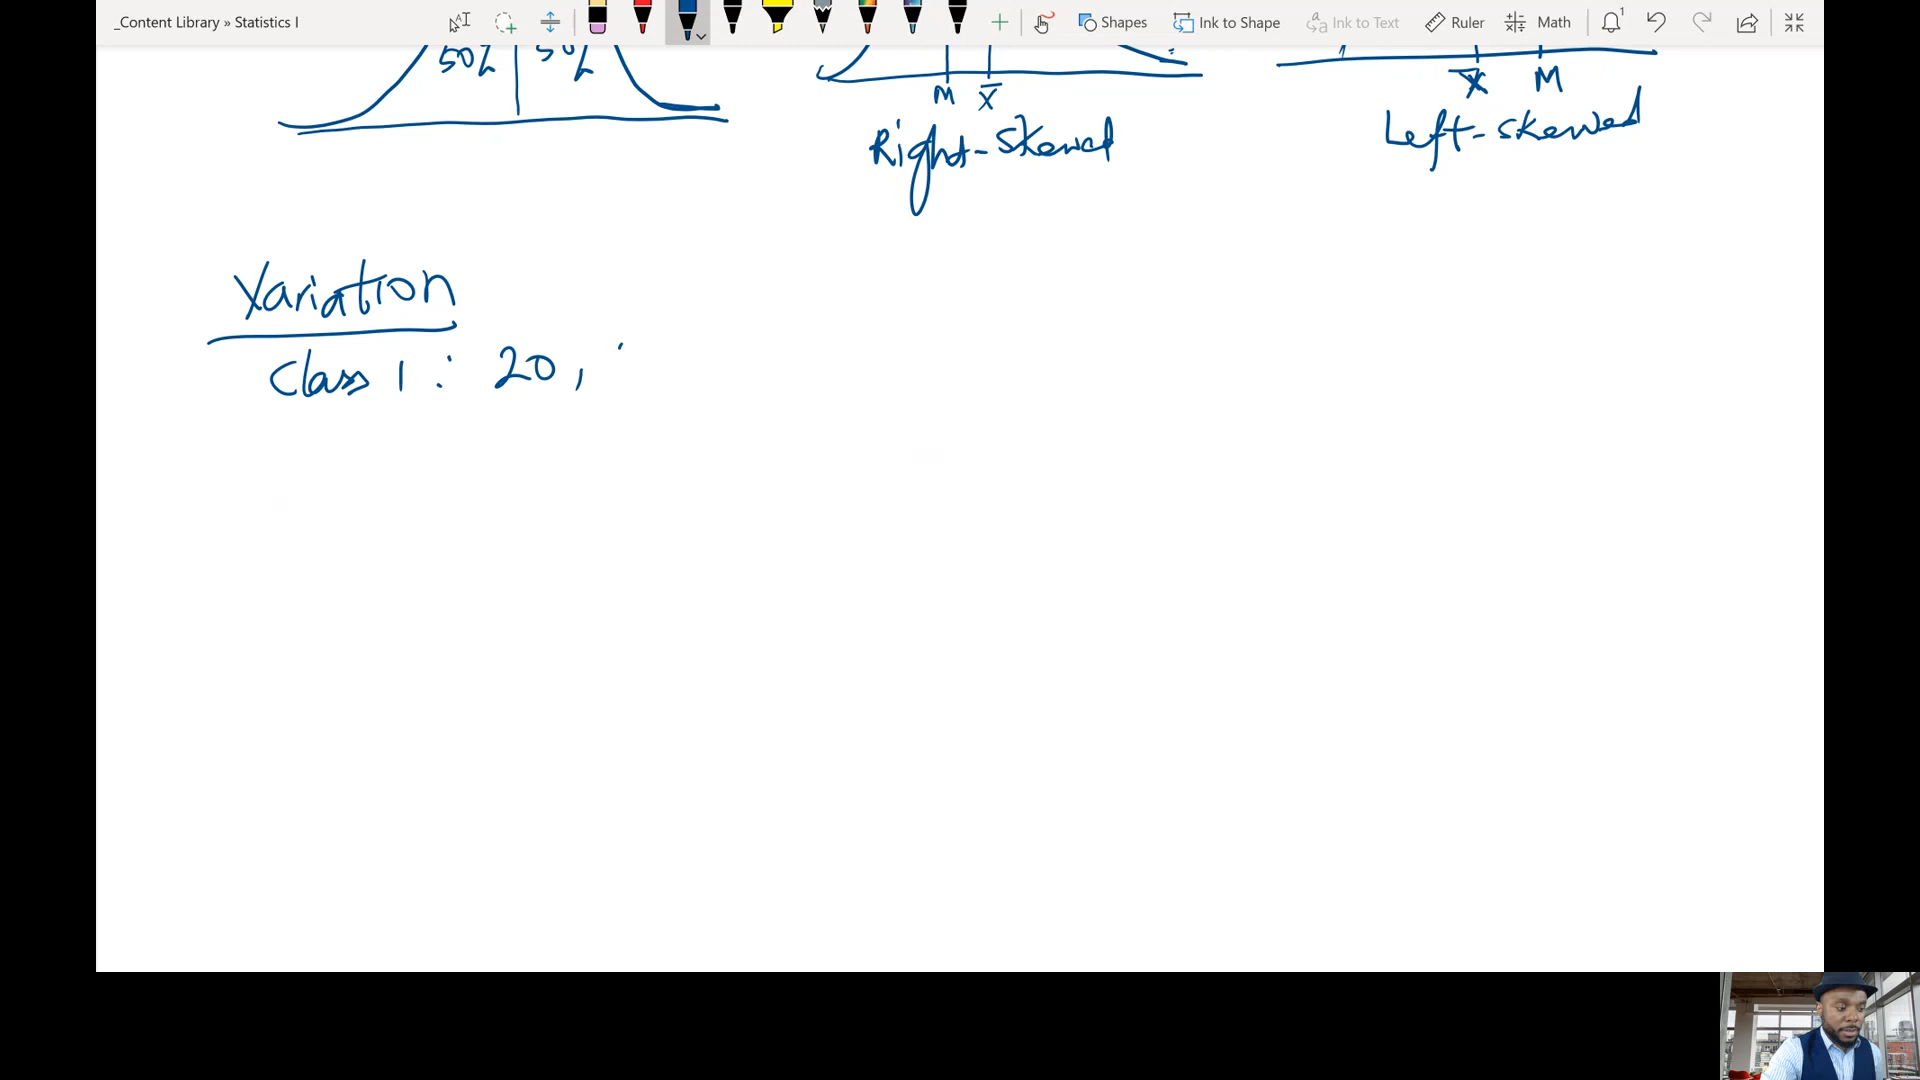 _Content Library » Statistics I
Shapes
Ink to Shape
Ink to Text
Ruler
Math
1
50% 50%
M X̅
Right-Skewed
X̅ M
Left-skewed
Variation
Class 1 : 20 ,